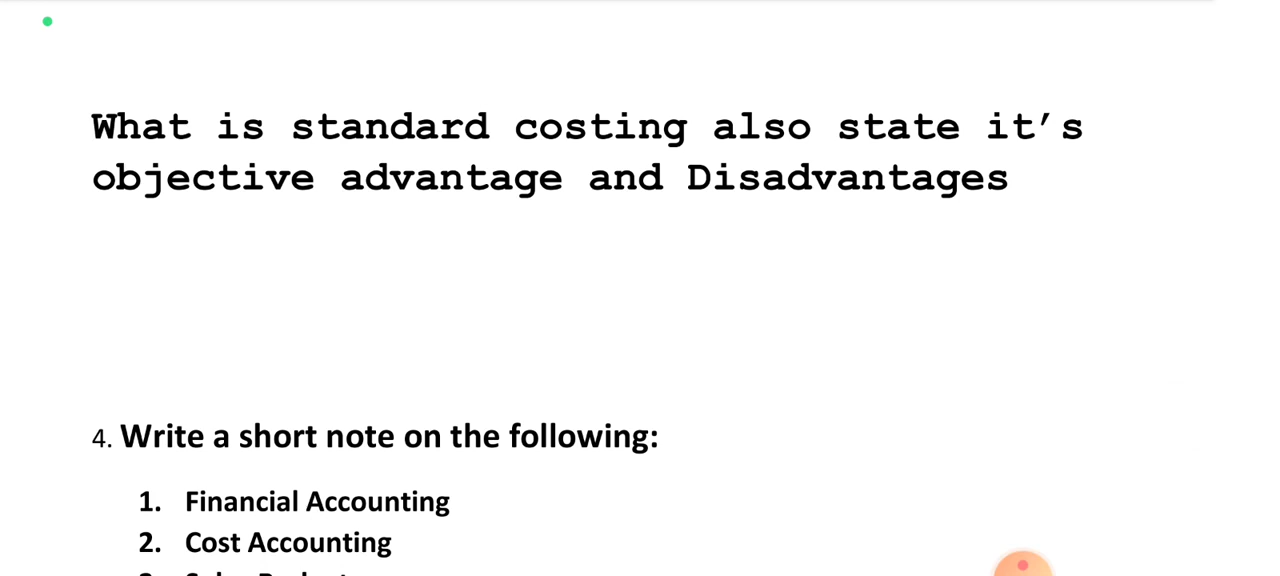 What is standard costing also state it’s
objective advantage and Disadvantages
4. Write a short note on the following:
1. Financial Accounting
2. Cost Accounting